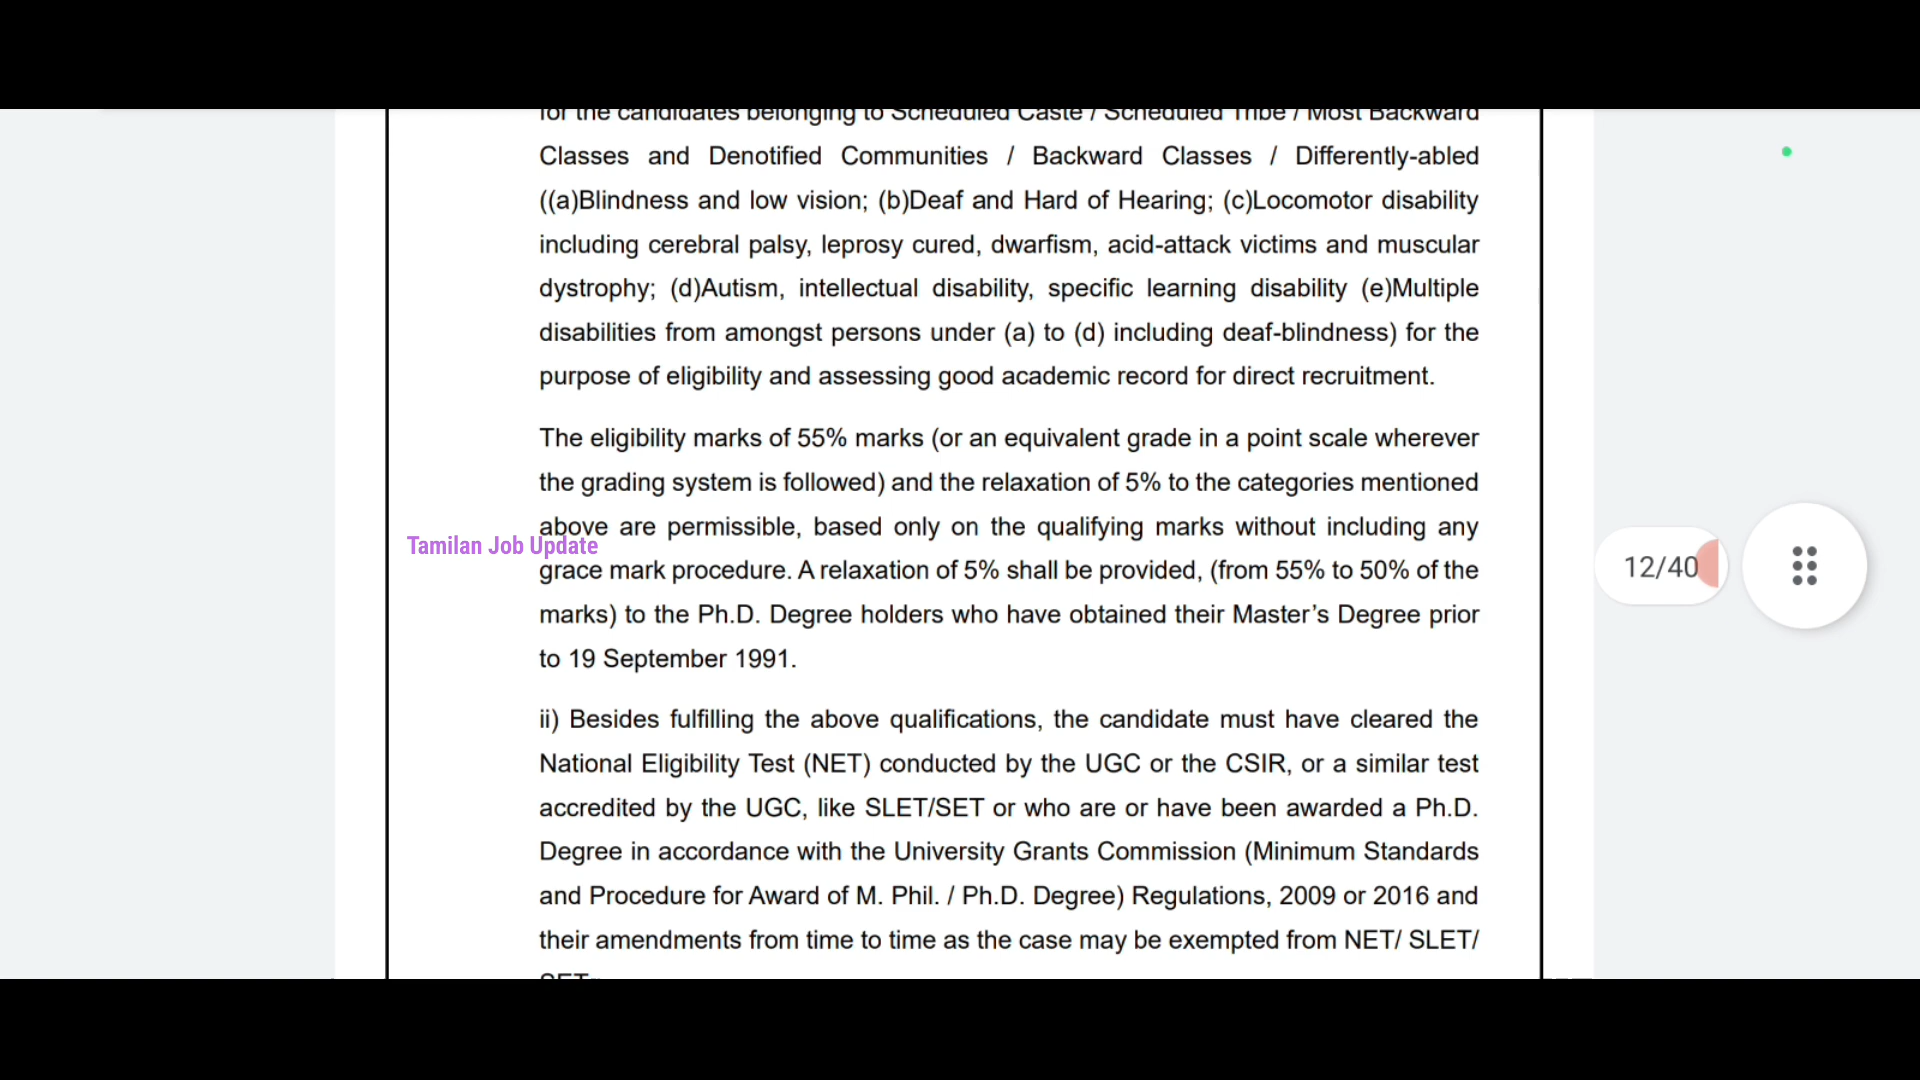 for the candidates belonging to Scheduled Caste / Scheduled Tribe / Most Backward
Classes and Denotified Communities / Backward Classes / Differently-abled
((a)Blindness and low vision; (b)Deaf and Hard of Hearing; (c)Locomotor disability
including cerebral palsy, leprosy cured, dwarfism, acid-attack victims and muscular
dystrophy; (d)Autism, intellectual disability, specific learning disability (e)Multiple
disabilities from amongst persons under (a) to (d) including deaf-blindness) for the
purpose of eligibility and assessing good academic record for direct recruitment.
The eligibility marks of 55% marks (or an equivalent grade in a point scale wherever
the grading system is followed) and the relaxation of 5% to the categories mentioned
above are permissible, based only on the qualifying marks without including any
Tamilan Job Update
grace mark procedure. A relaxation of 5% shall be provided, (from 55% to 50% of the
12/40
marks) to the Ph.D. Degree holders who have obtained their Master’s Degree prior
to 19 September 1991.
ii) Besides fulfilling the above qualifications, the candidate must have cleared the
National Eligibility Test (NET) conducted by the UGC or the CSIR, or a similar test
accredited by the UGC, like SLET/SET or who are or have been awarded a Ph.D.
Degree in accordance with the University Grants Commission (Minimum Standards
and Procedure for Award of M. Phil. / Ph.D. Degree) Regulations, 2009 or 2016 and
their amendments from time to time as the case may be exempted from NET/ SLET/